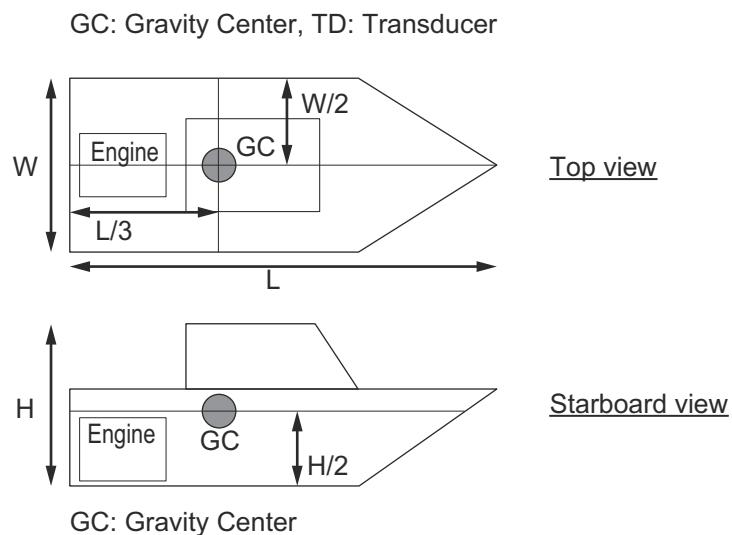 GC: Gravity Center, TD: Transducer
W/2
Engine
GC
W
Top view
L/3
L
H
Starboard view
Engine
GC
H/2
GC: Gravity Center